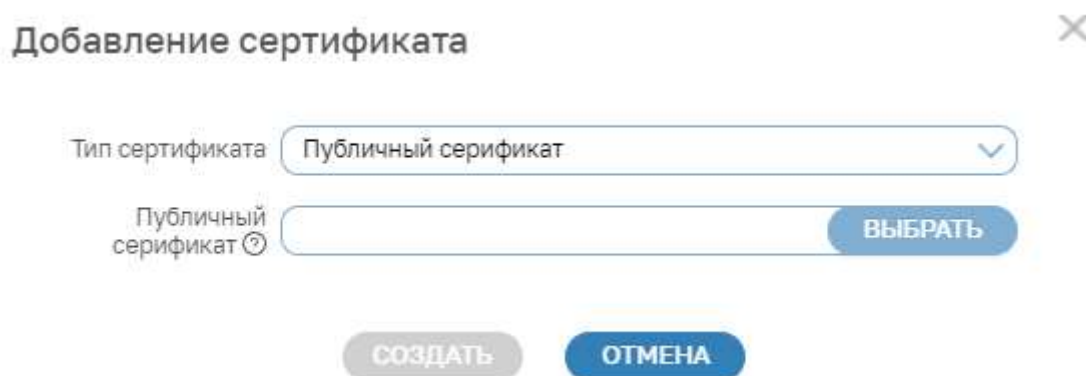 Добавление сертификата
Тип сертификата Публичный серификат
Публичный
серификат ВЫБРАТЬ
СОЗДАТЬ ОТМЕНА